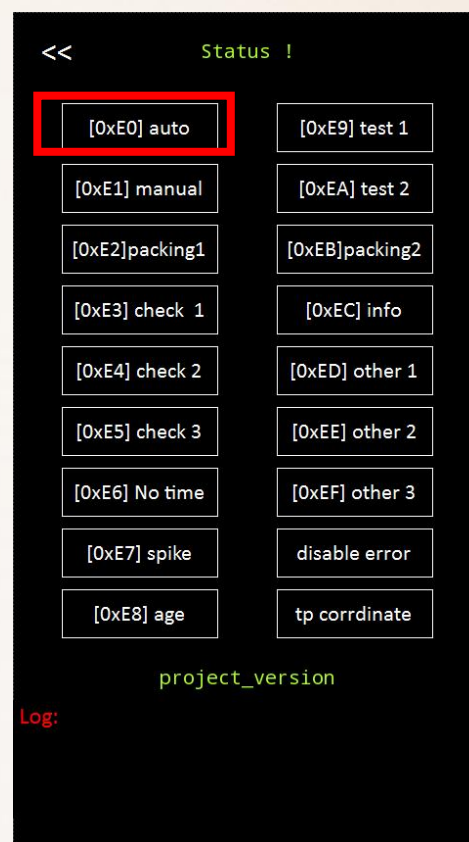 << Status !
[0xE0] auto [0xE9] test 1
[0xE1] manual [0xEA] test 2
[0xE2]packing1 [0xEB]packing2
[0xE3] check  1 [0xEC] info
[0xE4] check 2 [0xED] other 1
[0xE5] check 3 [0xEE] other 2
[0xE6] No time [0xEF] other 3
[0xE7] spike disable error
[0xE8] age tp corrdinate
project_version
Log: